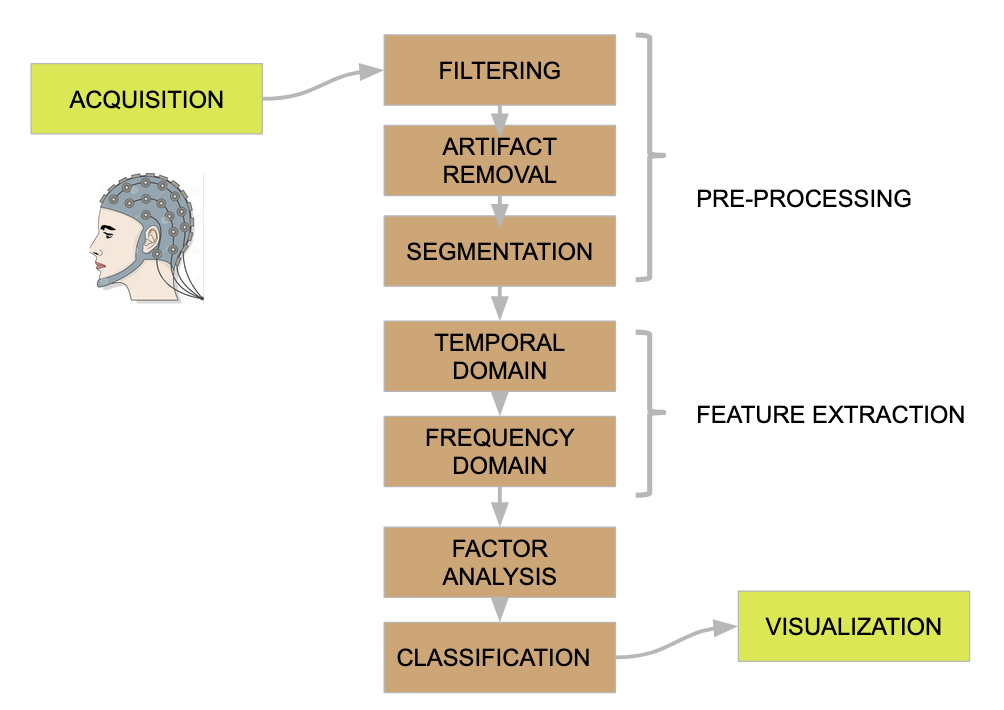 ACQUISITION
FILTERING
ARTIFACT
REMOVAL
SEGMENTATION
PRE-PROCESSING
TEMPORAL
DOMAIN
FREQUENCY
DOMAIN
FEATURE EXTRACTION
FACTOR
ANALYSIS
CLASSIFICATION
VISUALIZATION